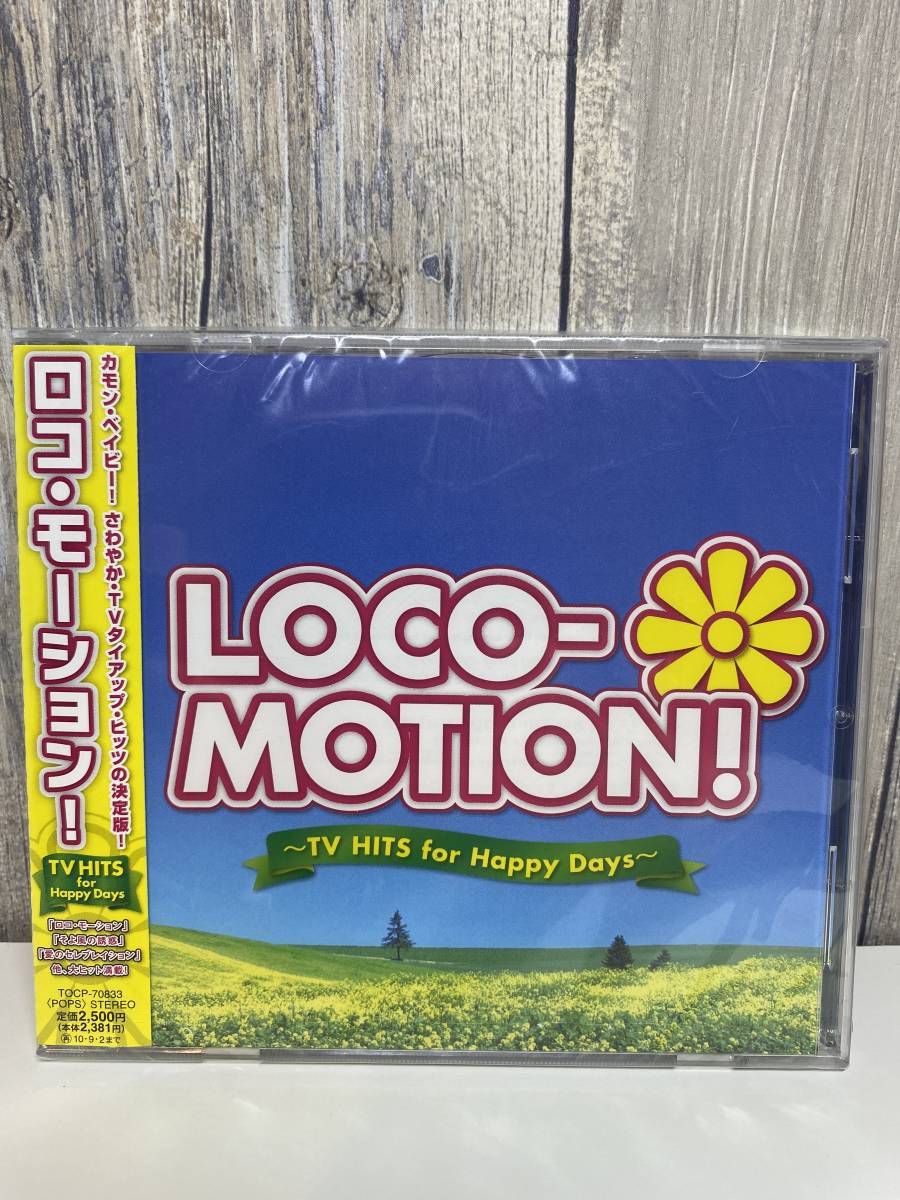 カモン・ベイビー! さわやか・TVタイアップ・ヒッツの決定版!
ロコ・モーション!
TV HITS
for
Happy Days
「ロコ・モーション」
「そよ風の誘惑」
「愛のセレブレイション」
他、大ヒット満載!
TOCP-70833
〈POPS〉 STEREO
定価2,500円
(本体2,381円)
再10・9・2まで
LOCO-
MOTION!
~TV HITS for Happy Days~